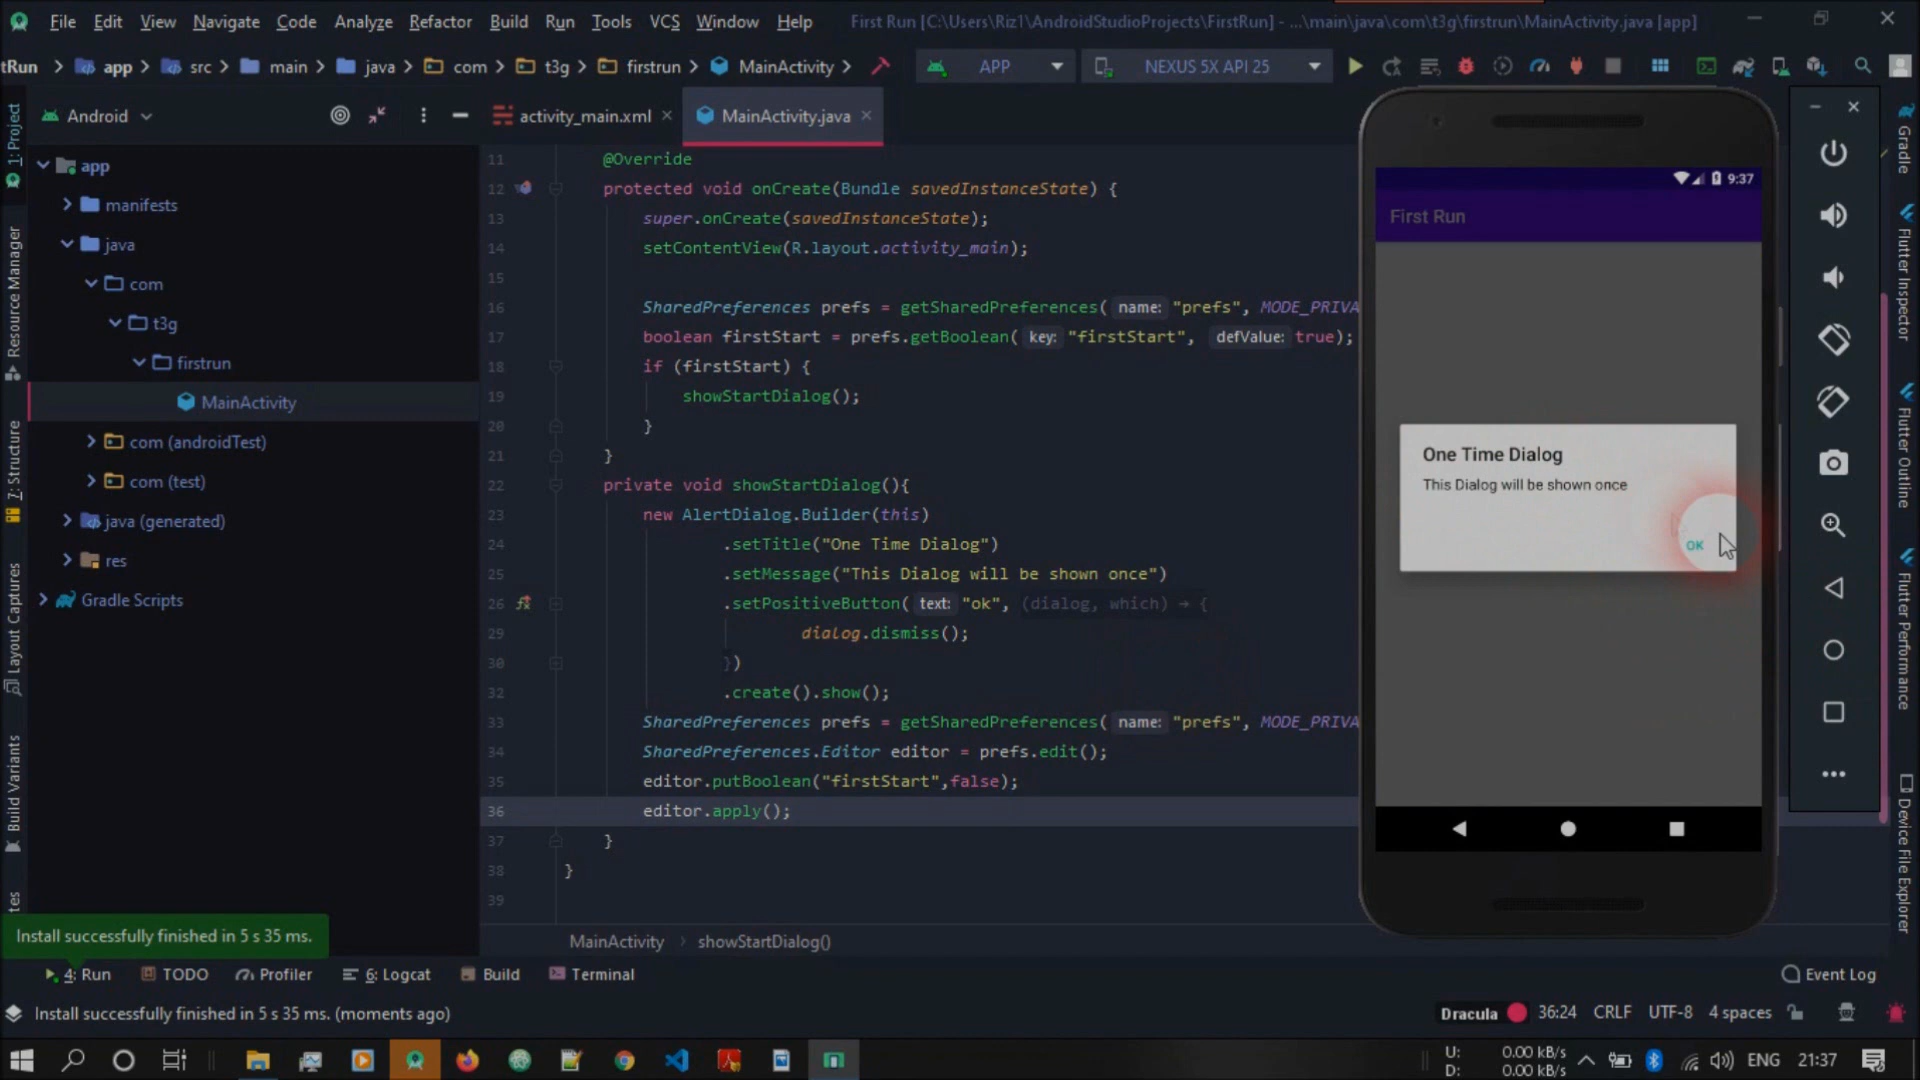 File Edit View Navigate Code Analyze Refactor Build Run Tools VCS Window Help First Run [C:\Users\Riz1\AndroidStudioProjects\FirstRun] - ...\main\java\com\t3g\firstrun\MainActivity.java [app]
tRun app src main java com t3g firstrun MainActivity APP NEXUS 5X API 25
Android activity_main.xml MainActivity.java
1: Project
Resource Manager
7: Structure
Layout Captures
Build Variants
app
manifests
java
com
t3g
firstrun
MainActivity
com (androidTest)
com (test)
java (generated)
res
Gradle Scripts
11 @Override
12 protected void onCreate(Bundle savedInstanceState) {
13 super.onCreate(savedInstanceState);
14 setContentView(R.layout.activity_main);
15
16 SharedPreferences prefs = getSharedPreferences( name: "prefs", MODE_PRIVA
17 boolean firstStart = prefs.getBoolean( key: "firstStart", defValue: true);
18 if (firstStart) {
19 showStartDialog();
20 }
21 }
22 private void showStartDialog(){
23 new AlertDialog.Builder(this)
24 .setTitle("One Time Dialog")
25 .setMessage("This Dialog will be shown once")
26 .setPositiveButton( text: "ok", (dialog, which) → {
29 dialog.dismiss();
30 })
32 .create().show();
33 SharedPreferences prefs = getSharedPreferences( name: "prefs", MODE_PRIVA
34 SharedPreferences.Editor editor = prefs.edit();
35 editor.putBoolean("firstStart",false);
36 editor.apply();
37 }
38 }
39
MainActivity showStartDialog()
9:37
First Run
One Time Dialog
This Dialog will be shown once
OK
Gradle
Flutter Inspector
Flutter Outline
Flutter Performance
Device File Explorer
Install successfully finished in 5 s 35 ms.
4: Run TODO Profiler 6: Logcat Build Terminal Event Log
Install successfully finished in 5 s 35 ms. (moments ago) Dracula 36:24 CRLF UTF-8 4 spaces
U: 0.00 kB/s
D: 0.00 kB/s
ENG 21:37